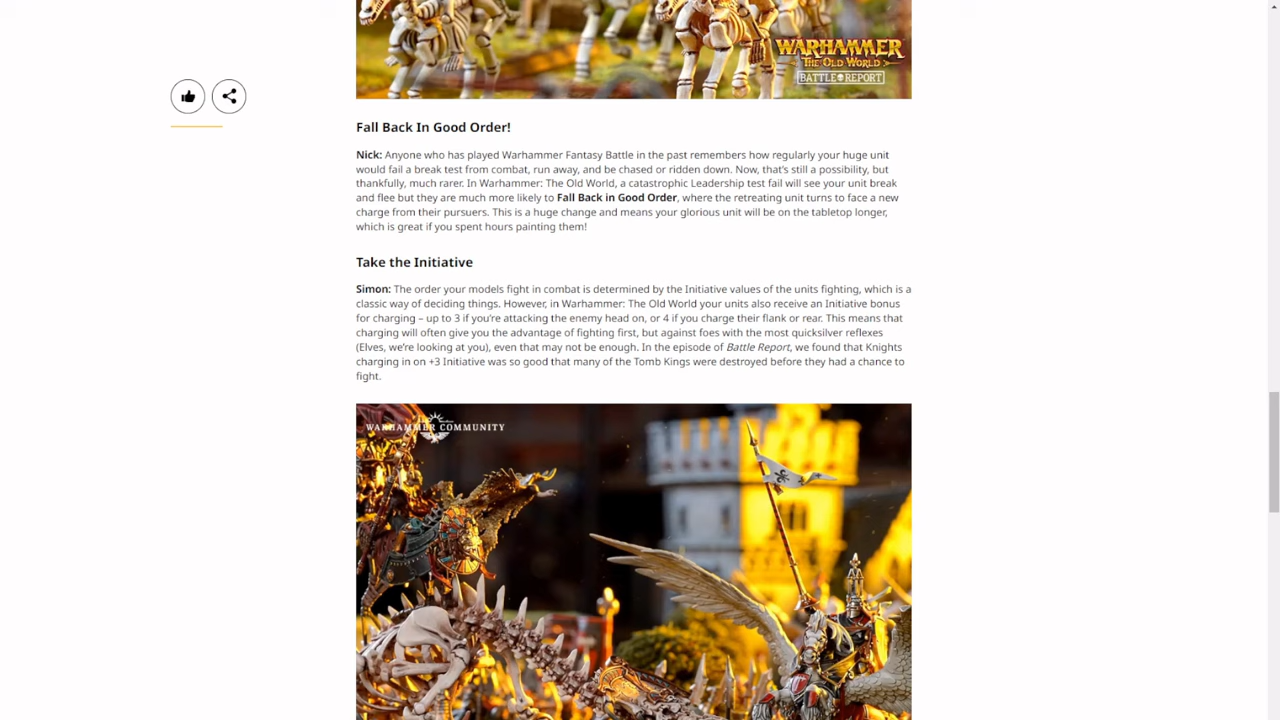 WARHAMMER
THE OLD WORLD
BATTLE REPORT
Fall Back In Good Order!
Nick: Anyone who has played Warhammer Fantasy Battle in the past remembers how regularly your huge unit
would fail a break test from combat, run away, and be chased or ridden down. Now, that's still a possibility, but
thankfully, much rarer. In Warhammer: The Old World, a catastrophic Leadership test fail will see your unit break
and flee but they are much more likely to Fall Back in Good Order, where the retreating unit turns to face a new
charge from their pursuers. This is a huge change and means your glorious unit will be on the tabletop longer,
which is great if you spent hours painting them!
Take the Initiative
Simon: The order your models fight in combat is determined by the Initiative values of the units fighting, which is a
classic way of deciding things. However, in Warhammer: The Old World your units also receive an Initiative bonus
for charging – up to 3 if you're attacking the enemy head on, or 4 if you charge their flank or rear. This means that
charging will often give you the advantage of fighting first, but against foes with the most quicksilver reflexes
(Elves, we're looking at you), even that may not be enough. In the episode of Battle Report, we found that Knights
charging in on +3 Initiative was so good that many of the Tomb Kings were destroyed before they had a chance to
fight.
WARHAMMER COMMUNITY